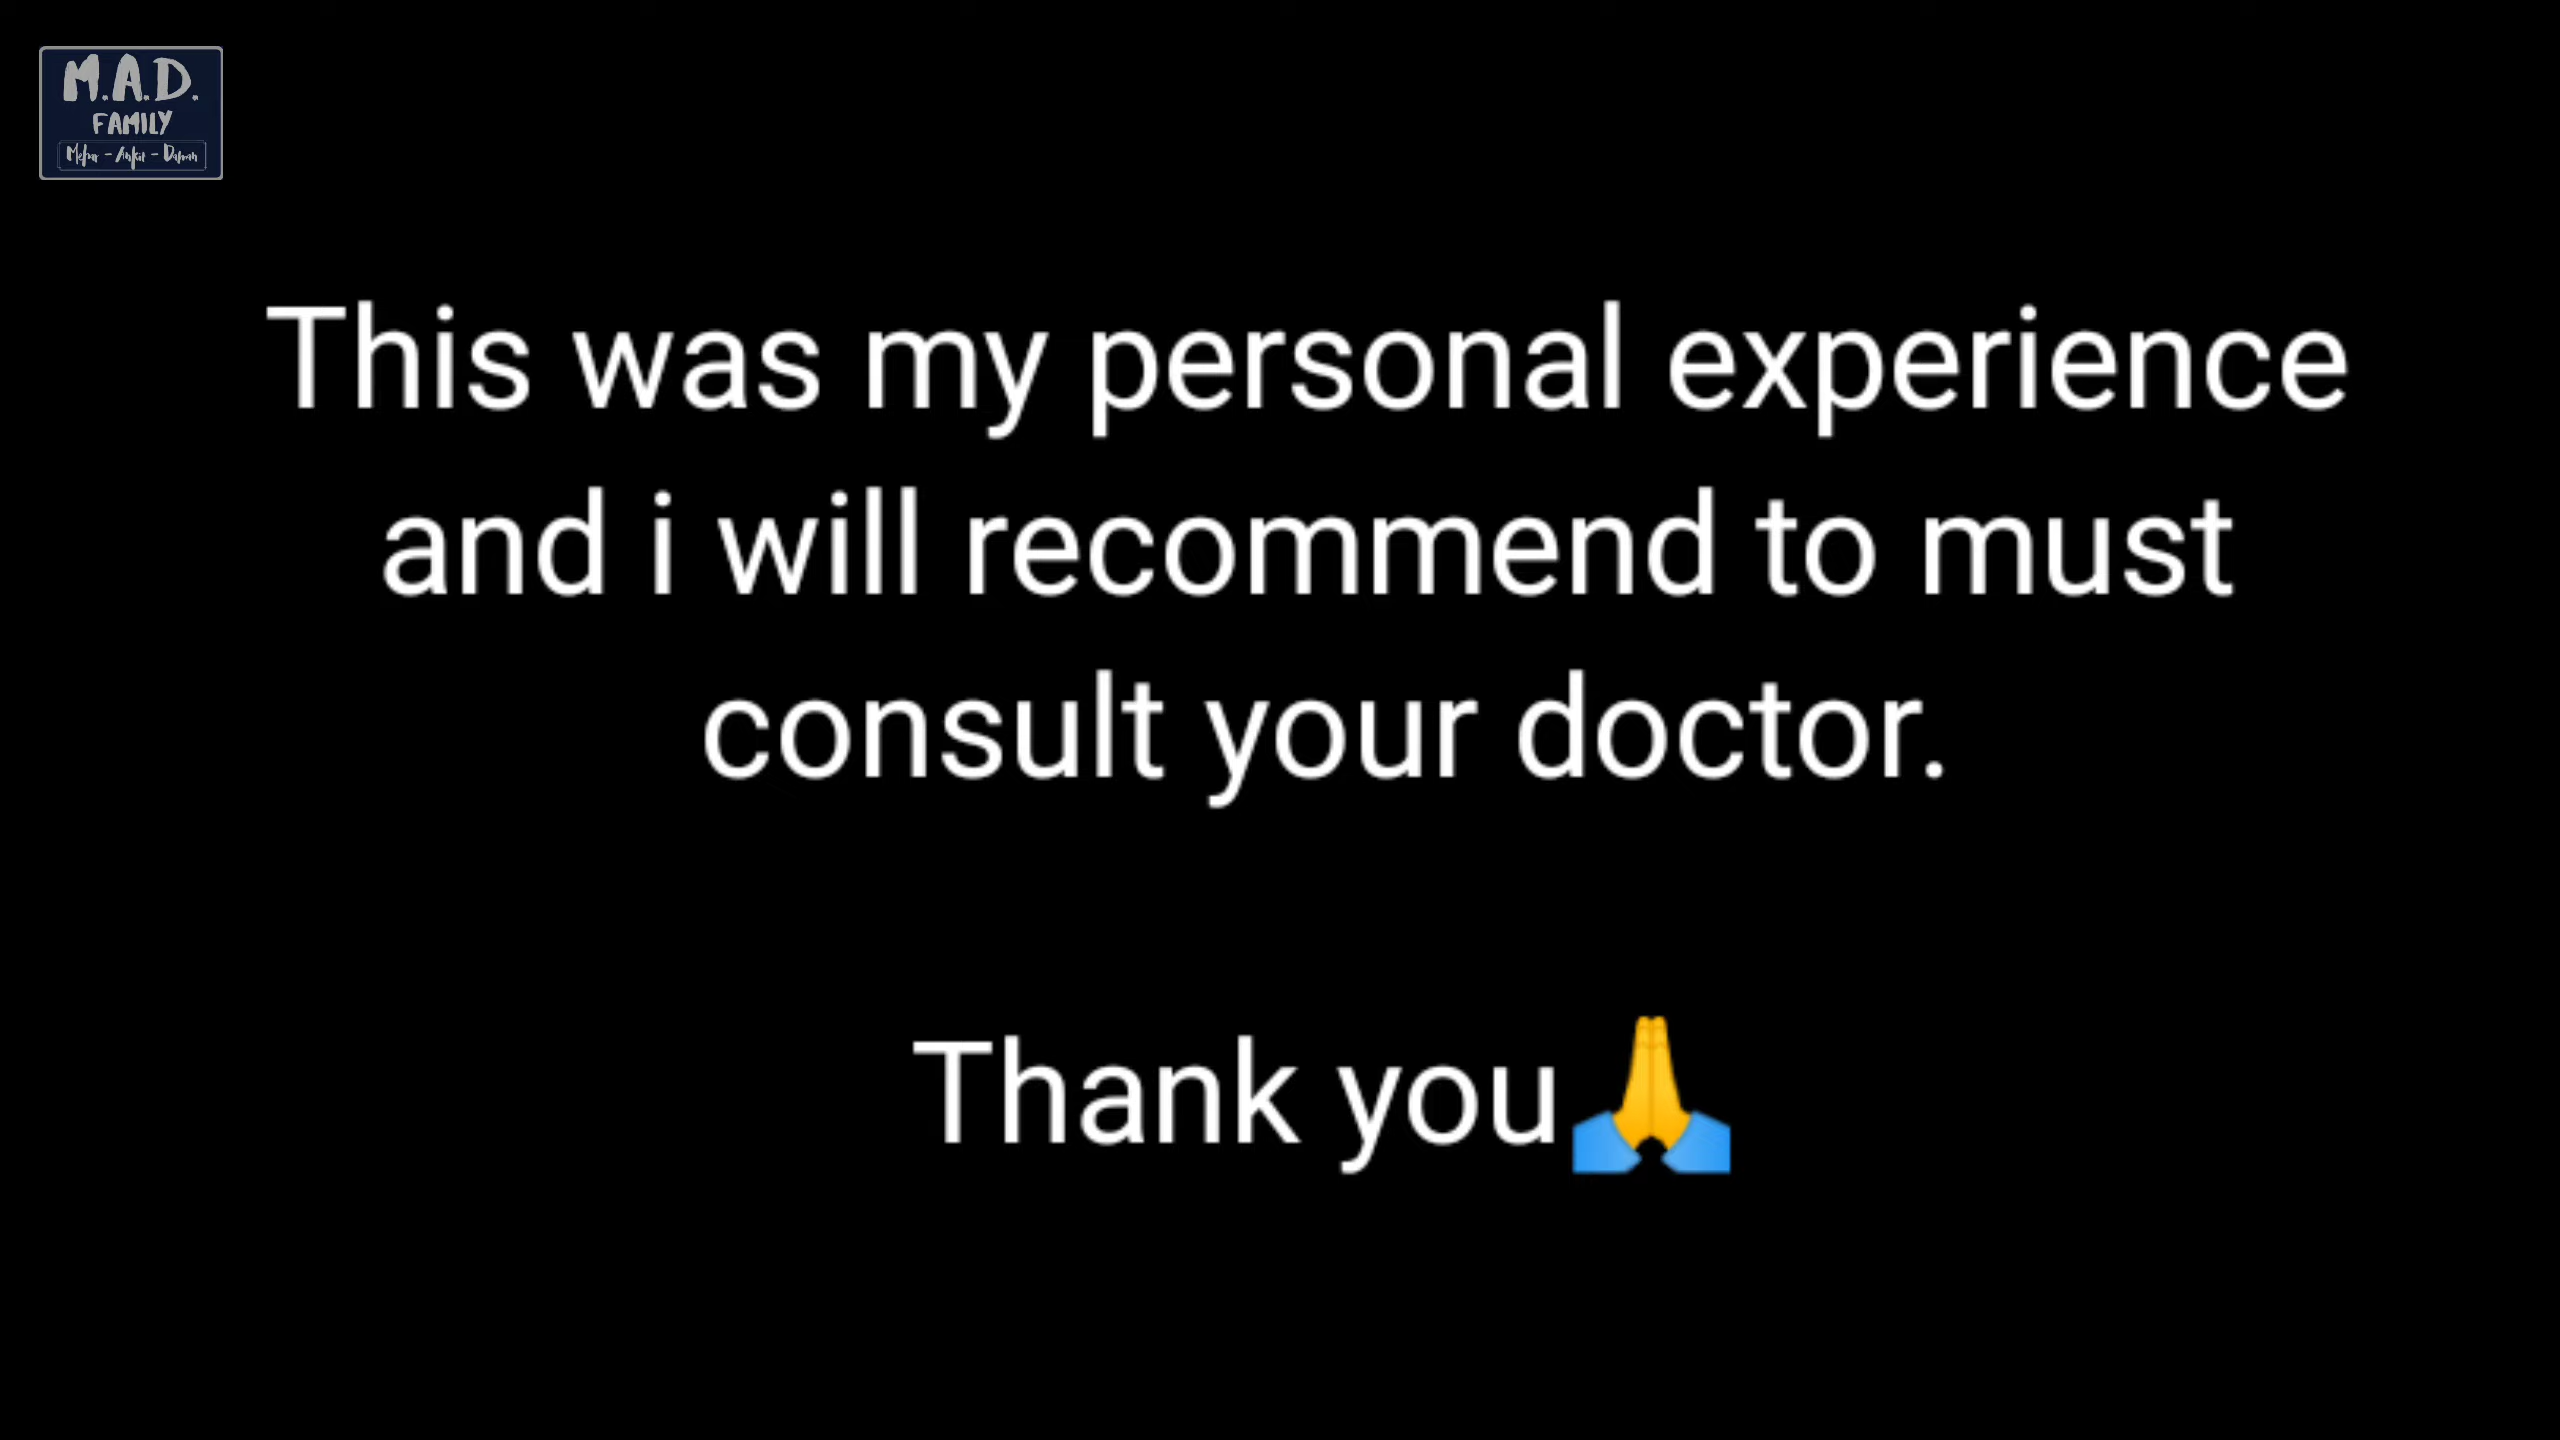 M.A.D.
FAMILY
This was my personal experience
and i will recommend to must
consult your doctor.
Thank you🙏